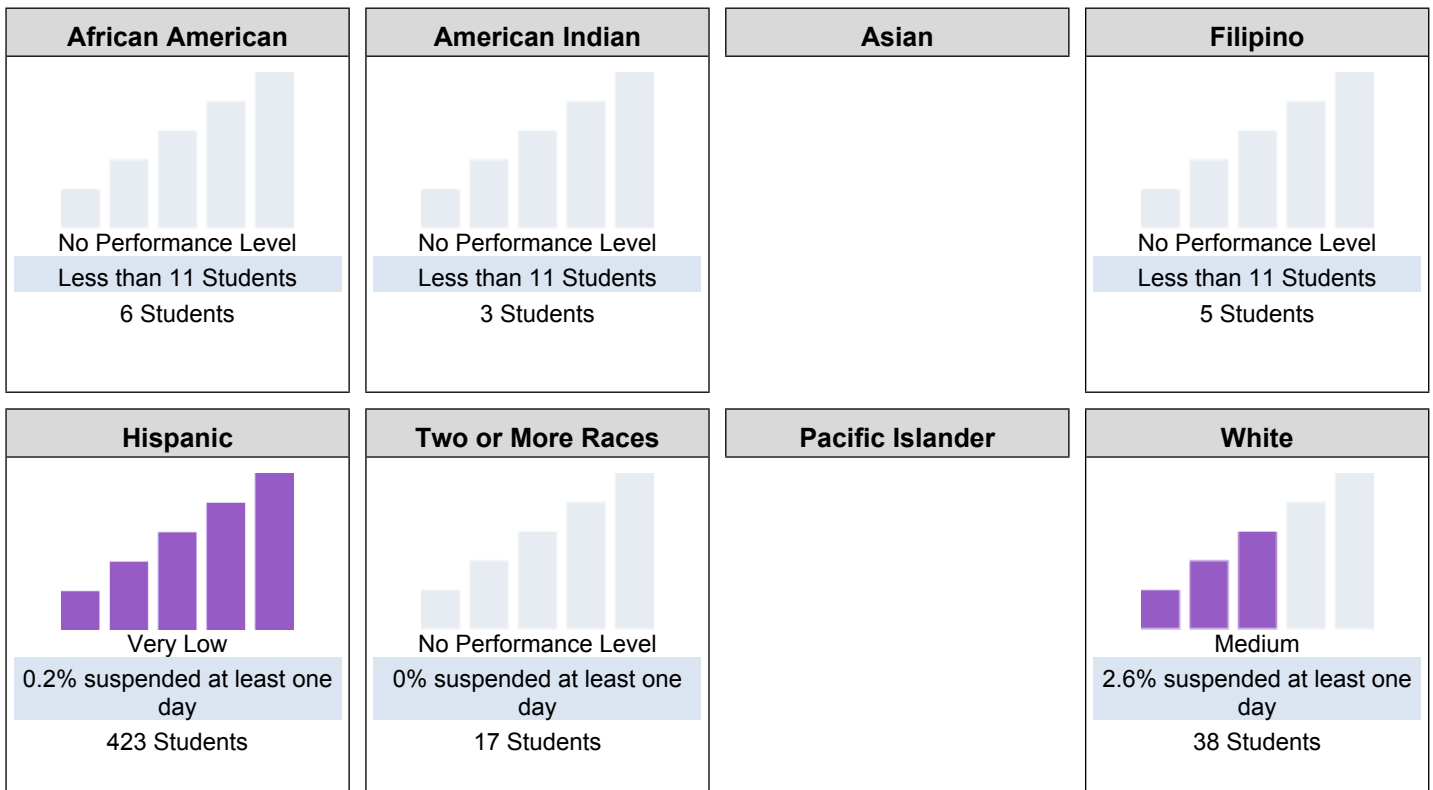 African American
No Performance Level
Less than 11 Students
6 Students
American Indian
No Performance Level
Less than 11 Students
3 Students
Asian
Filipino
No Performance Level
Less than 11 Students
5 Students
Hispanic
Very Low
0.2% suspended at least one
day
423 Students
Two or More Races
No Performance Level
0% suspended at least one
day
17 Students
Pacific Islander
White
Medium
2.6% suspended at least one
day
38 Students